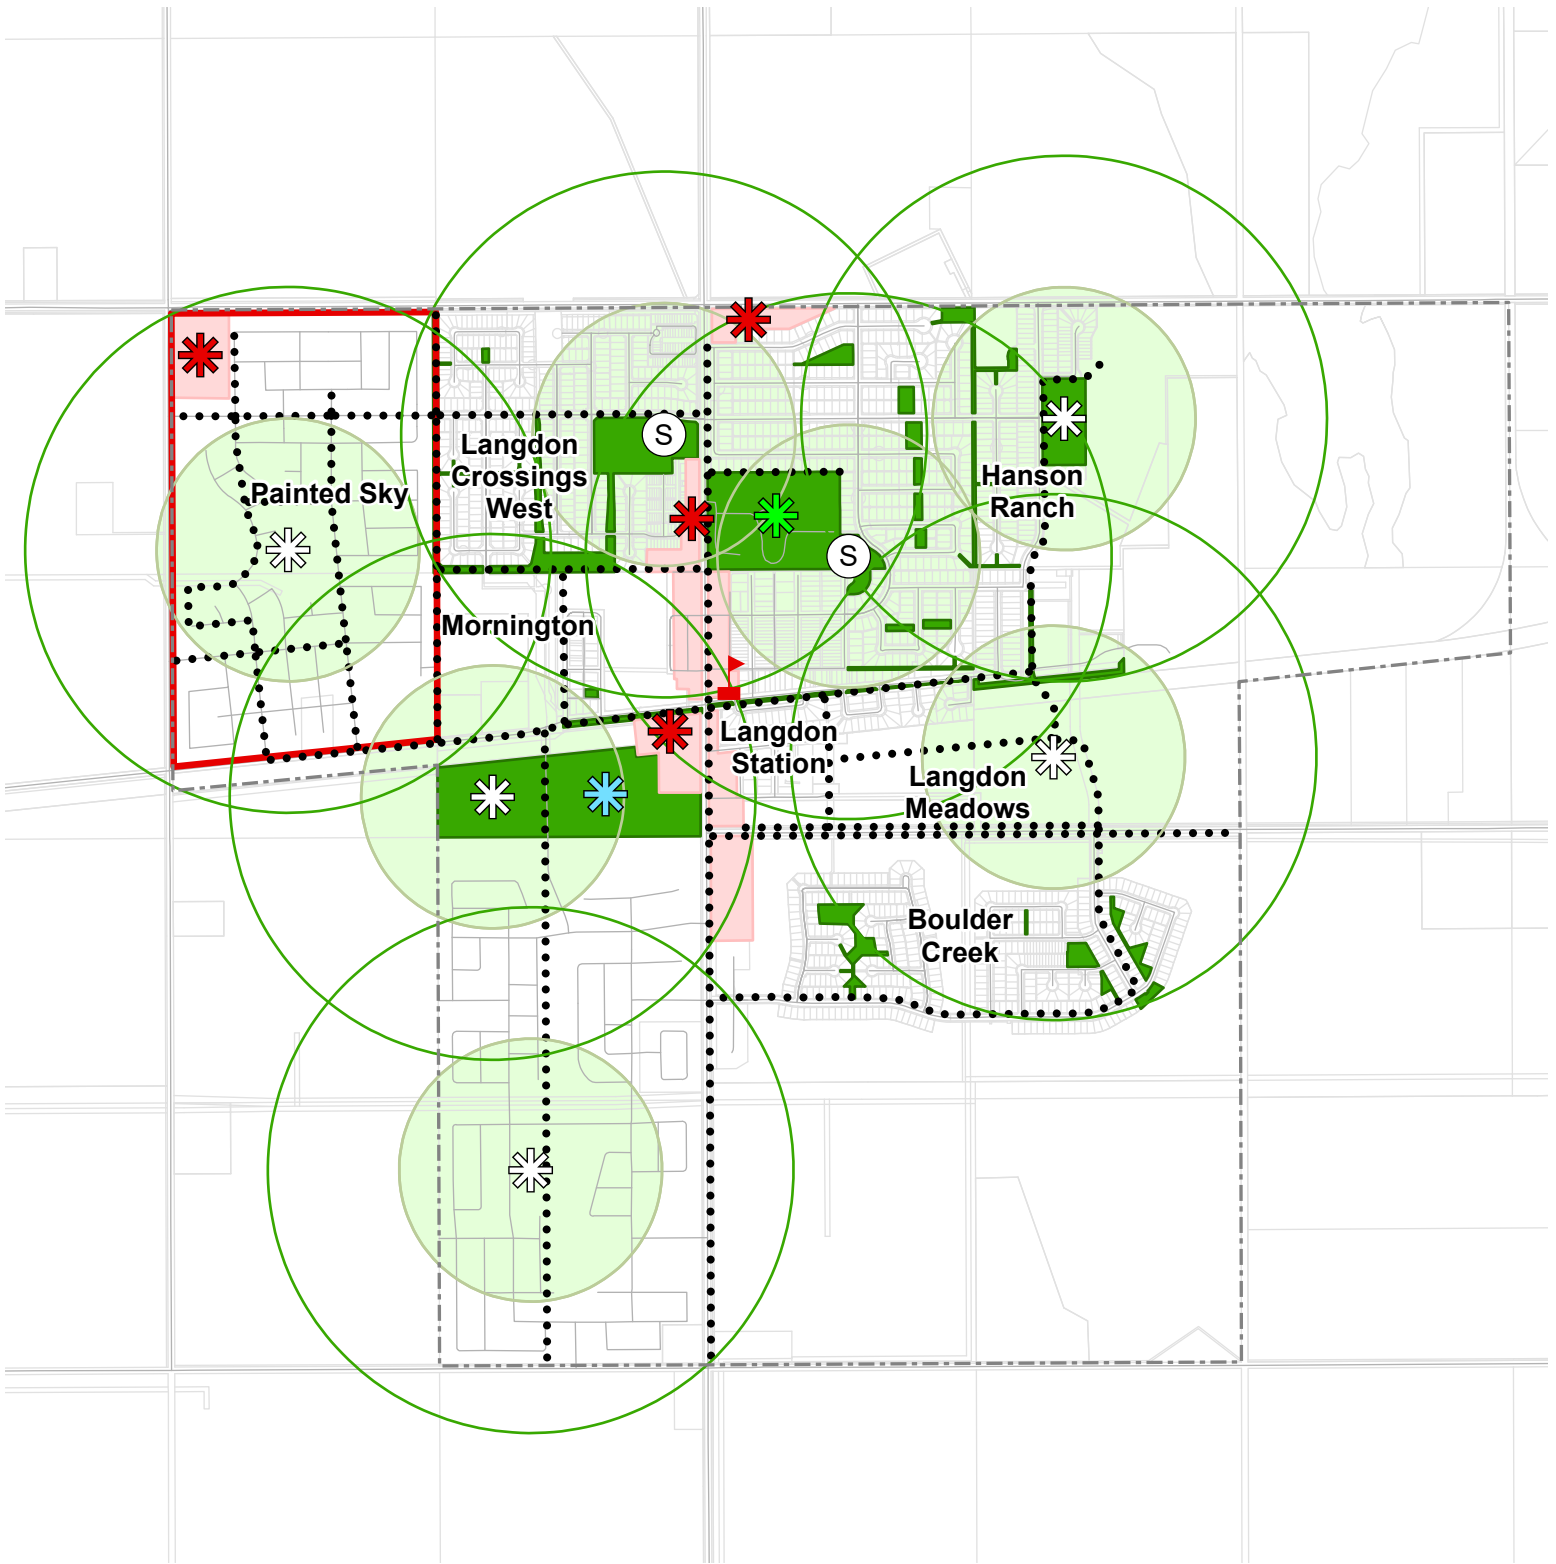 S
Langdon
Crossings
West
Painted Sky
Hanson
Ranch
S
Mornington
Langdon
Station
Langdon
Meadows
Boulder
Creek